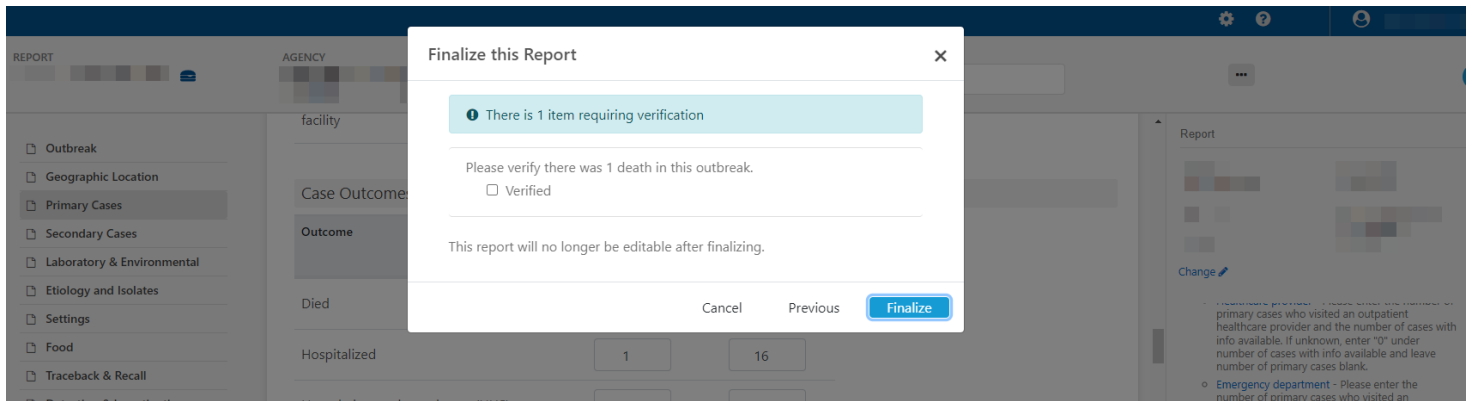 REPORT
AGENCY
Finalize this Report
There is 1 item requiring verification
Please verify there was 1 death in this outbreak.
Verified
This report will no longer be editable after finalizing.
Cancel
Previous
Finalize
Outbreak
Geographic Location
Primary Cases
Secondary Cases
Laboratory & Environmental
Etiology and Isolates
Settings
Food
Traceback & Recall
facility
Case Outcome
Outcome
Died
Hospitalized
1
16
Report
Change
Healthcare provider - Please enter the number of
primary cases who visited an outpatient
healthcare provider and the number of cases with
info available. If unknown, enter "0" under
number of cases with info available and leave
number of primary cases blank.
Emergency department - Please enter the
number of primary cases who visited an